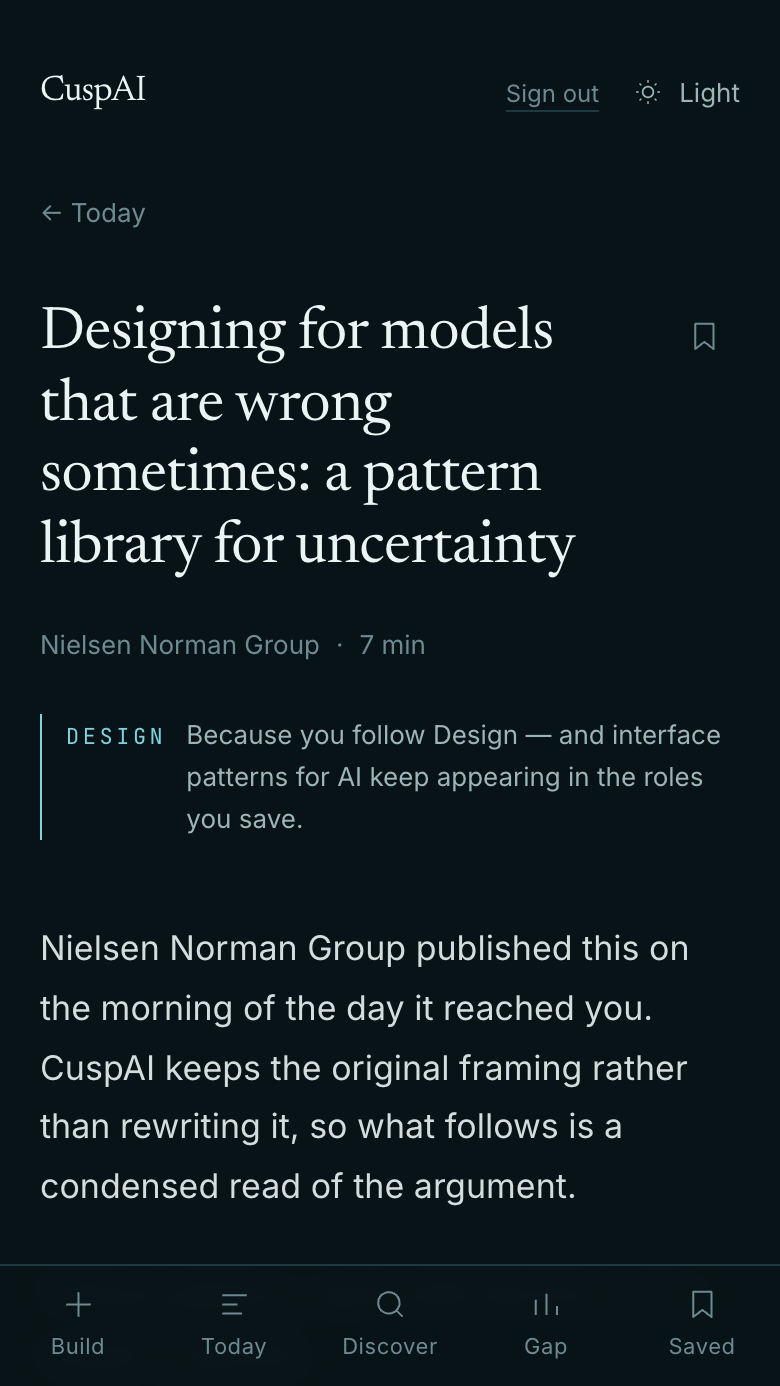 CuspAI
Sign out
Light
← Today
Designing for models
that are wrong
sometimes: a pattern
library for uncertainty
Nielsen Norman Group · 7 min
DESIGN
Because you follow Design — and interface
patterns for AI keep appearing in the roles
you save.
Nielsen Norman Group published this on
the morning of the day it reached you.
CuspAI keeps the original framing rather
than rewriting it, so what follows is a
condensed read of the argument.
Build
Today
Discover
Gap
Saved